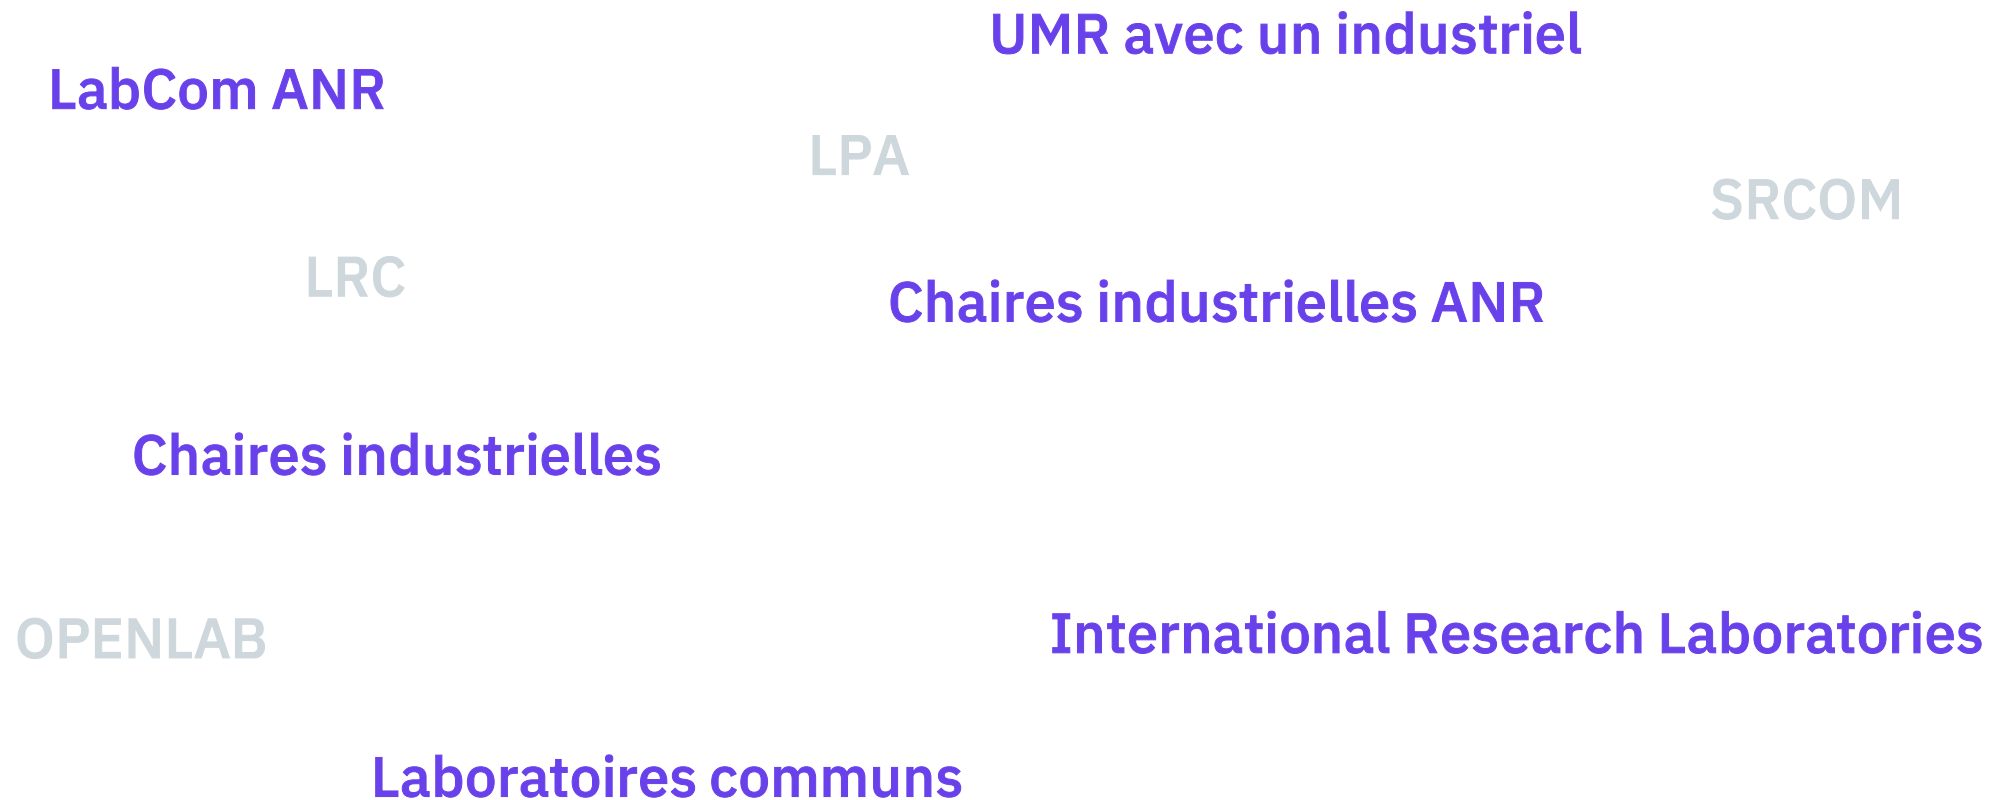 UMR avec un industriel
LabCom ANR
LPA
SRCOM
LRC
Chaires industrielles ANR
Chaires industrielles
International Research Laboratories
OPENLAB
Laboratoires communs